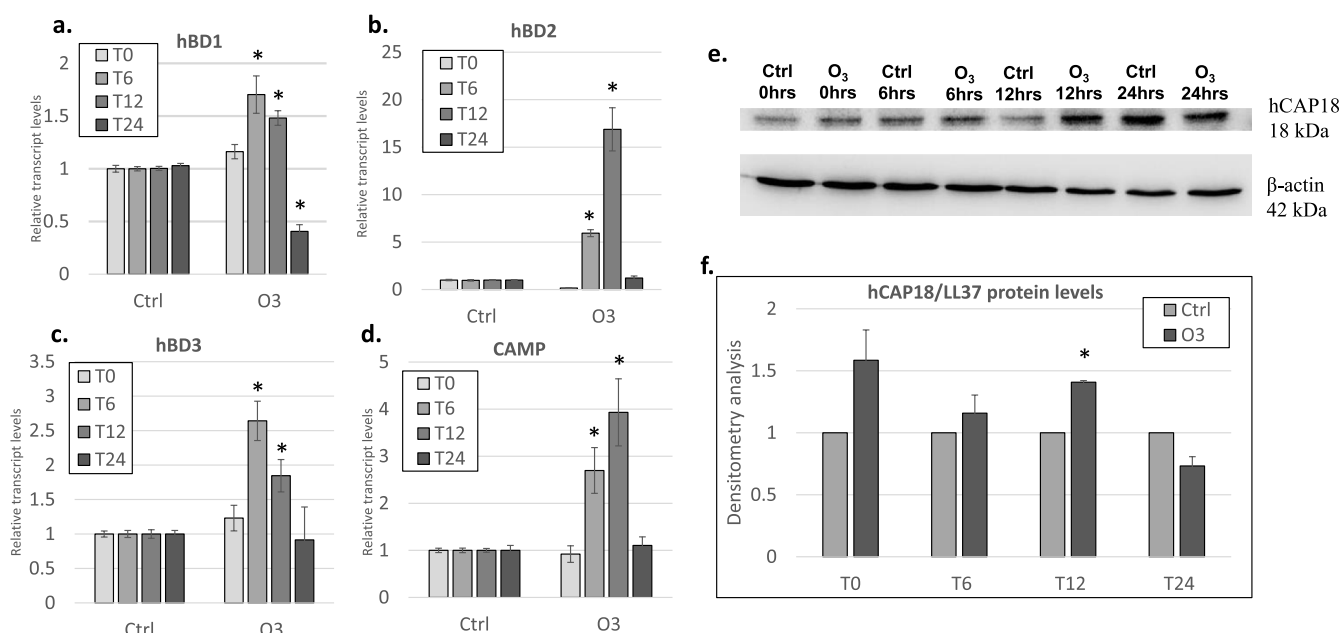 a.
hBD1
Relative transcript levels
2
1.5
1
0.5
0
T0
T6
T12
T24
*
*
*
Ctrl
O3
b.
hBD2
Relative transcript levels
25
20
15
10
5
0
T0
T6
T12
T24
*
*
Ctrl
O3
c.
hBD3
Relative transcript levels
3.5
3
2.5
2
1.5
1
0.5
0
T0
T6
T12
T24
*
*
Ctrl
O3
d.
CAMP
Relative transcript levels
5
4
3
2
1
0
T0
T6
T12
T24
*
*
Ctrl
O3
e.
Ctrl O₃ Ctrl O₃ Ctrl O₃ Ctrl O₃
0hrs 0hrs 6hrs 6hrs 12hrs 12hrs 24hrs 24hrs
hCAP18
18 kDa
β-actin
42 kDa
f.
hCAP18/LL37 protein levels
Densitometry analysis
2
1.5
1
0.5
0
Ctrl
O3
*
T0 T6 T12 T24